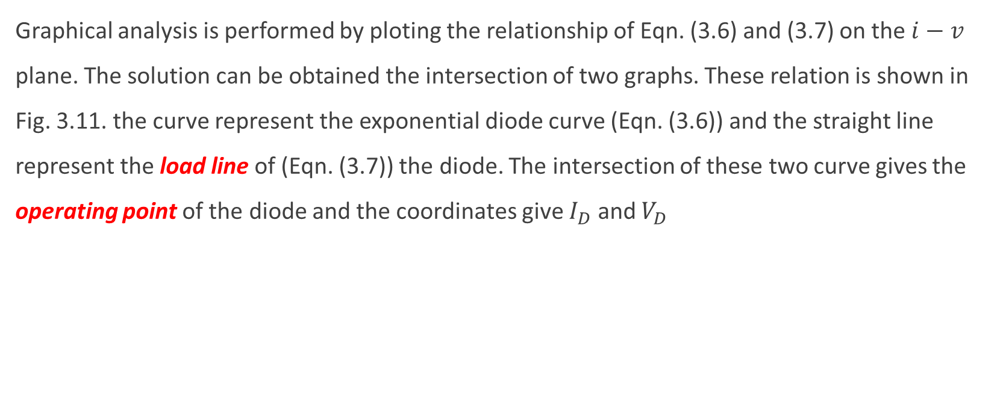 Graphical analysis is performed by ploting the relationship of Eqn. (3.6) and (3.7) on the i − v
plane. The solution can be obtained the intersection of two graphs. These relation is shown in
Fig. 3.11. the curve represent the exponential diode curve (Eqn. (3.6)) and the straight line
represent the load line of (Eqn. (3.7)) the diode. The intersection of these two curve gives the
operating point of the diode and the coordinates give I_D and V_D